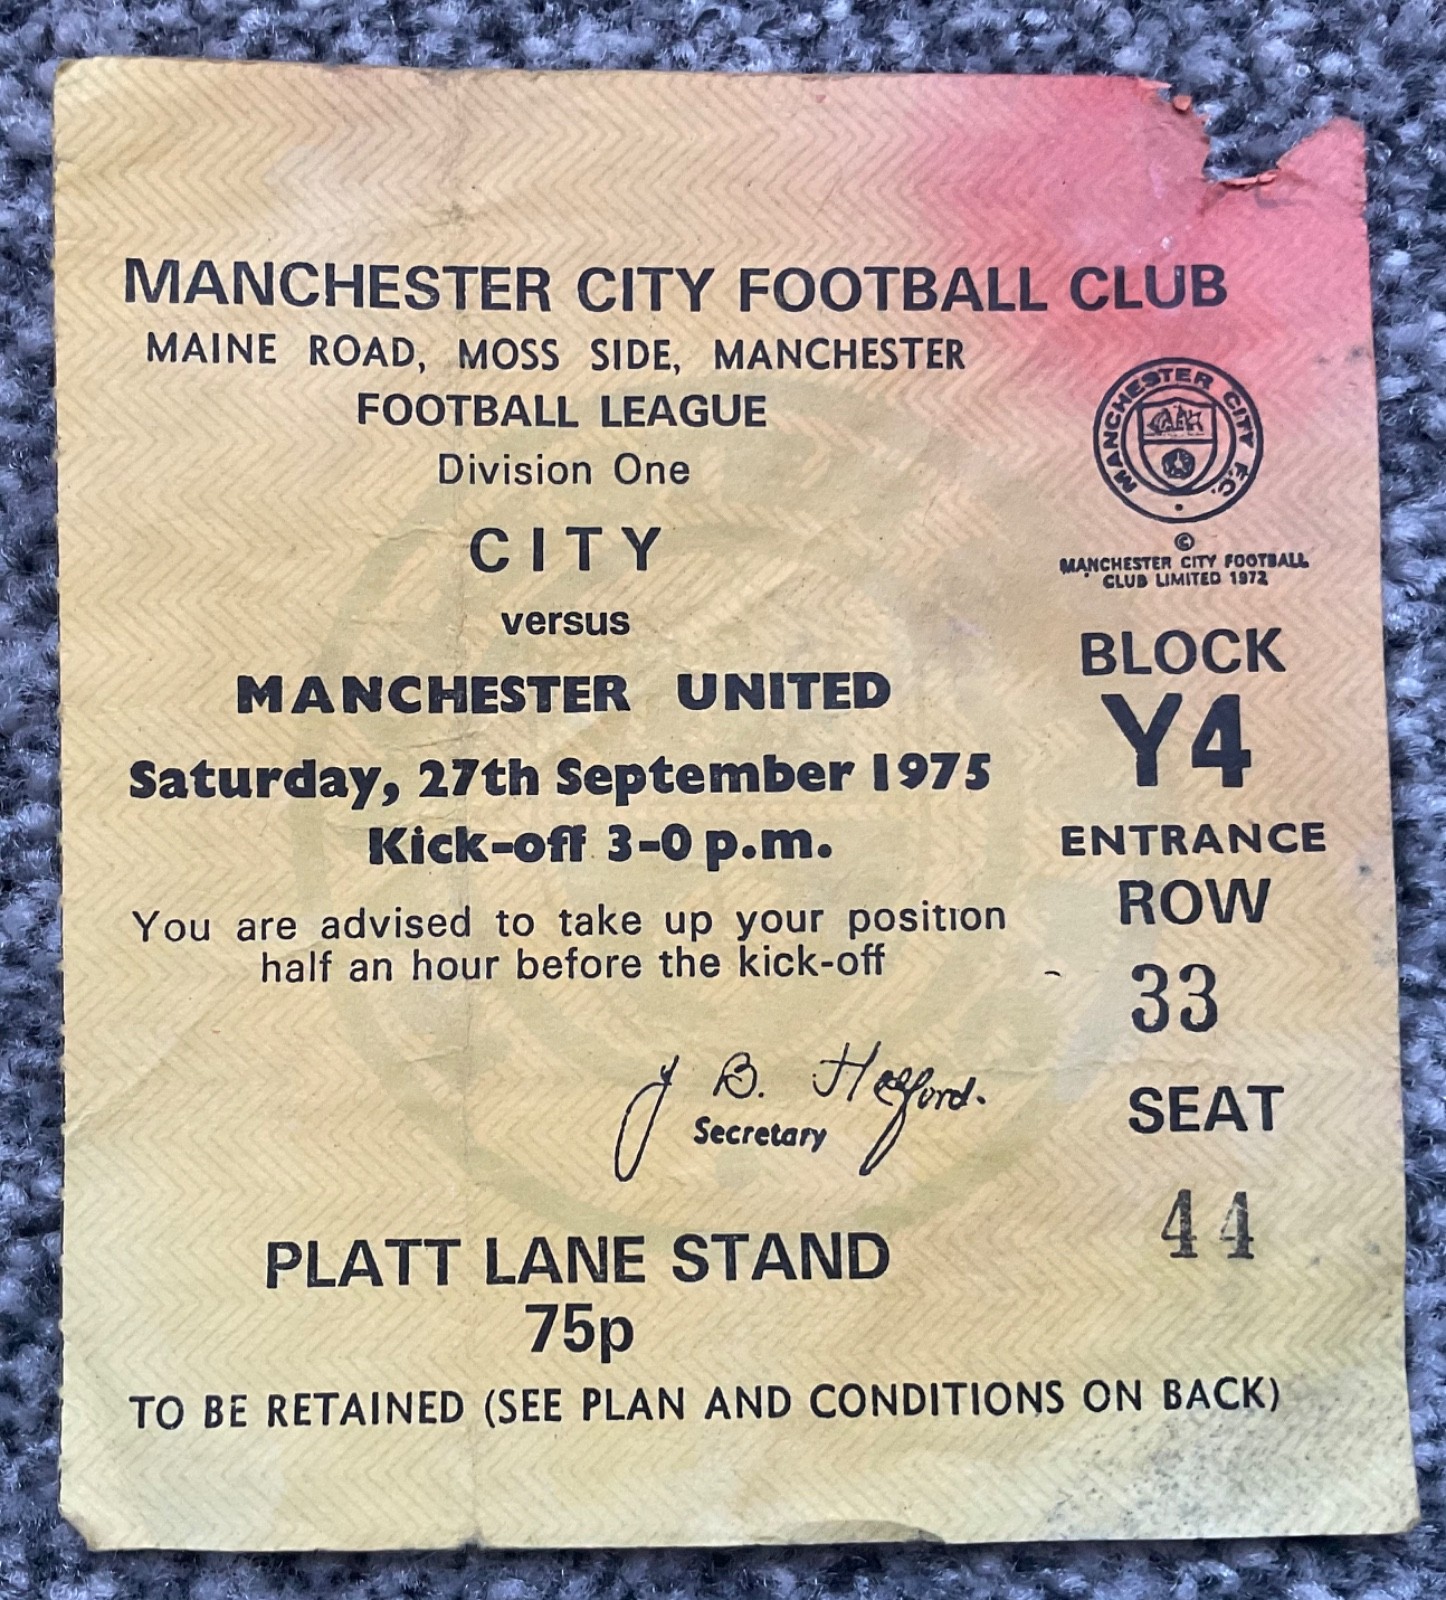 MANCHESTER CITY FOOTBALL CLUB
MAINE ROAD, MOSS SIDE, MANCHESTER
FOOTBALL LEAGUE
Division One
CITY
versus
MANCHESTER UNITED
Saturday, 27th September 1975
Kick-off 3-0 p.m.
You are advised to take up your position
half an hour before the kick-off
J B. Halford.
Secretary
PLATT LANE STAND
75p
TO BE RETAINED (SEE PLAN AND CONDITIONS ON BACK)
MANCHESTER CITY F.C.
©
MANCHESTER CITY FOOTBALL
CLUB LIMITED 1972
BLOCK
Y4
ENTRANCE
ROW
33
SEAT
44